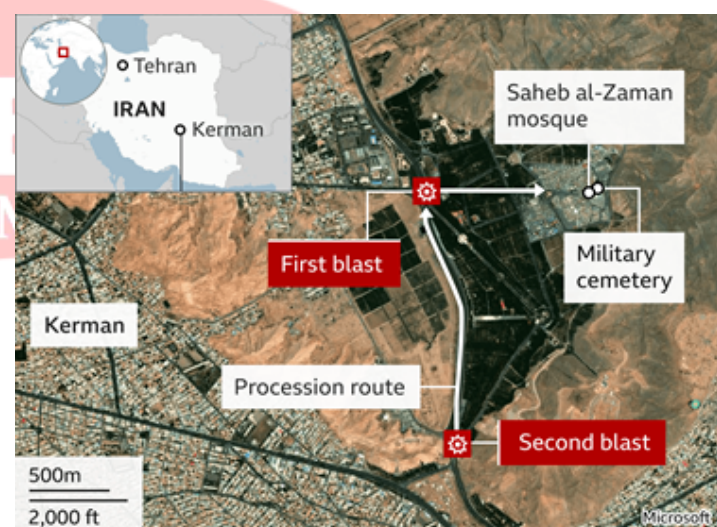 Tehran
IRAN
Kerman
Saheb al-Zaman
mosque
First blast
Military
cemetery
Kerman
Procession route
Second blast
500m
2,000 ft
Microsoft